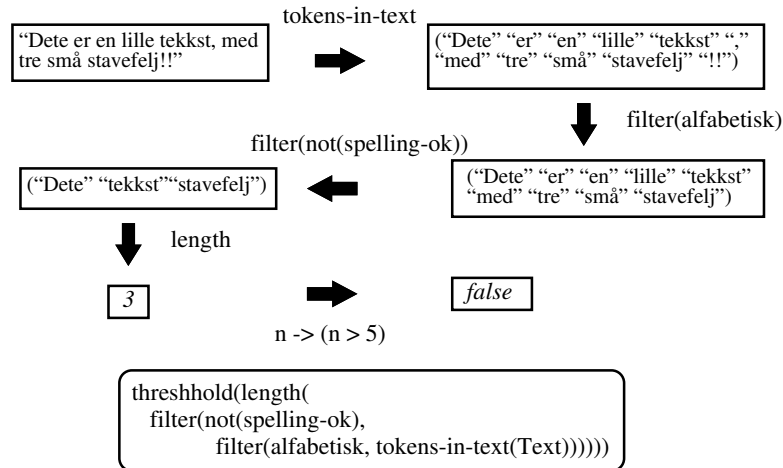 tokens-in-text
“Dete er en lille tekkst, med
tre små stavefelj!!”
(“Dete” “er” “en” “lille” “tekkst” “,”
“med” “tre” “små” “stavefelj” “!!”)
filter(alfabetisk)
filter(not(spelling-ok))
(“Dete” “tekkst”“stavefelj”)
(“Dete” “er” “en” “lille” “tekkst”
“med” “tre” “små” “stavefelj”)
length
3
false
n -> (n > 5)
threshhold(length(
filter(not(spelling-ok),
filter(alfabetisk, tokens-in-text(Text))))))